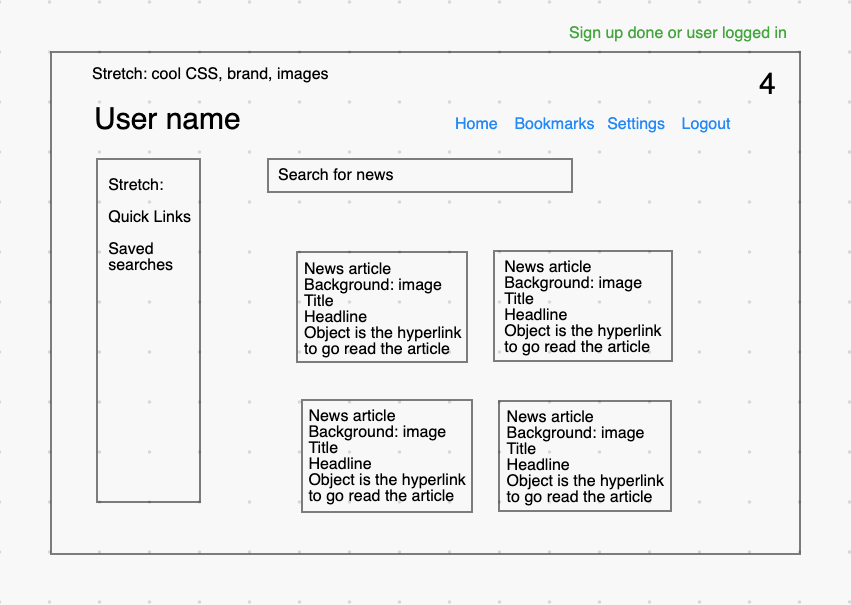 Sign up done or user logged in
Stretch: cool CSS, brand, images
4
User name
Home Bookmarks Settings Logout
Stretch:
Quick Links
Saved
searches
Search for news
News article
Background: image
Title
Headline
Object is the hyperlink
to go read the article
News article
Background: image
Title
Headline
Object is the hyperlink
to go read the article
News article
Background: image
Title
Headline
Object is the hyperlink
to go read the article
News article
Background: image
Title
Headline
Object is the hyperlink
to go read the article